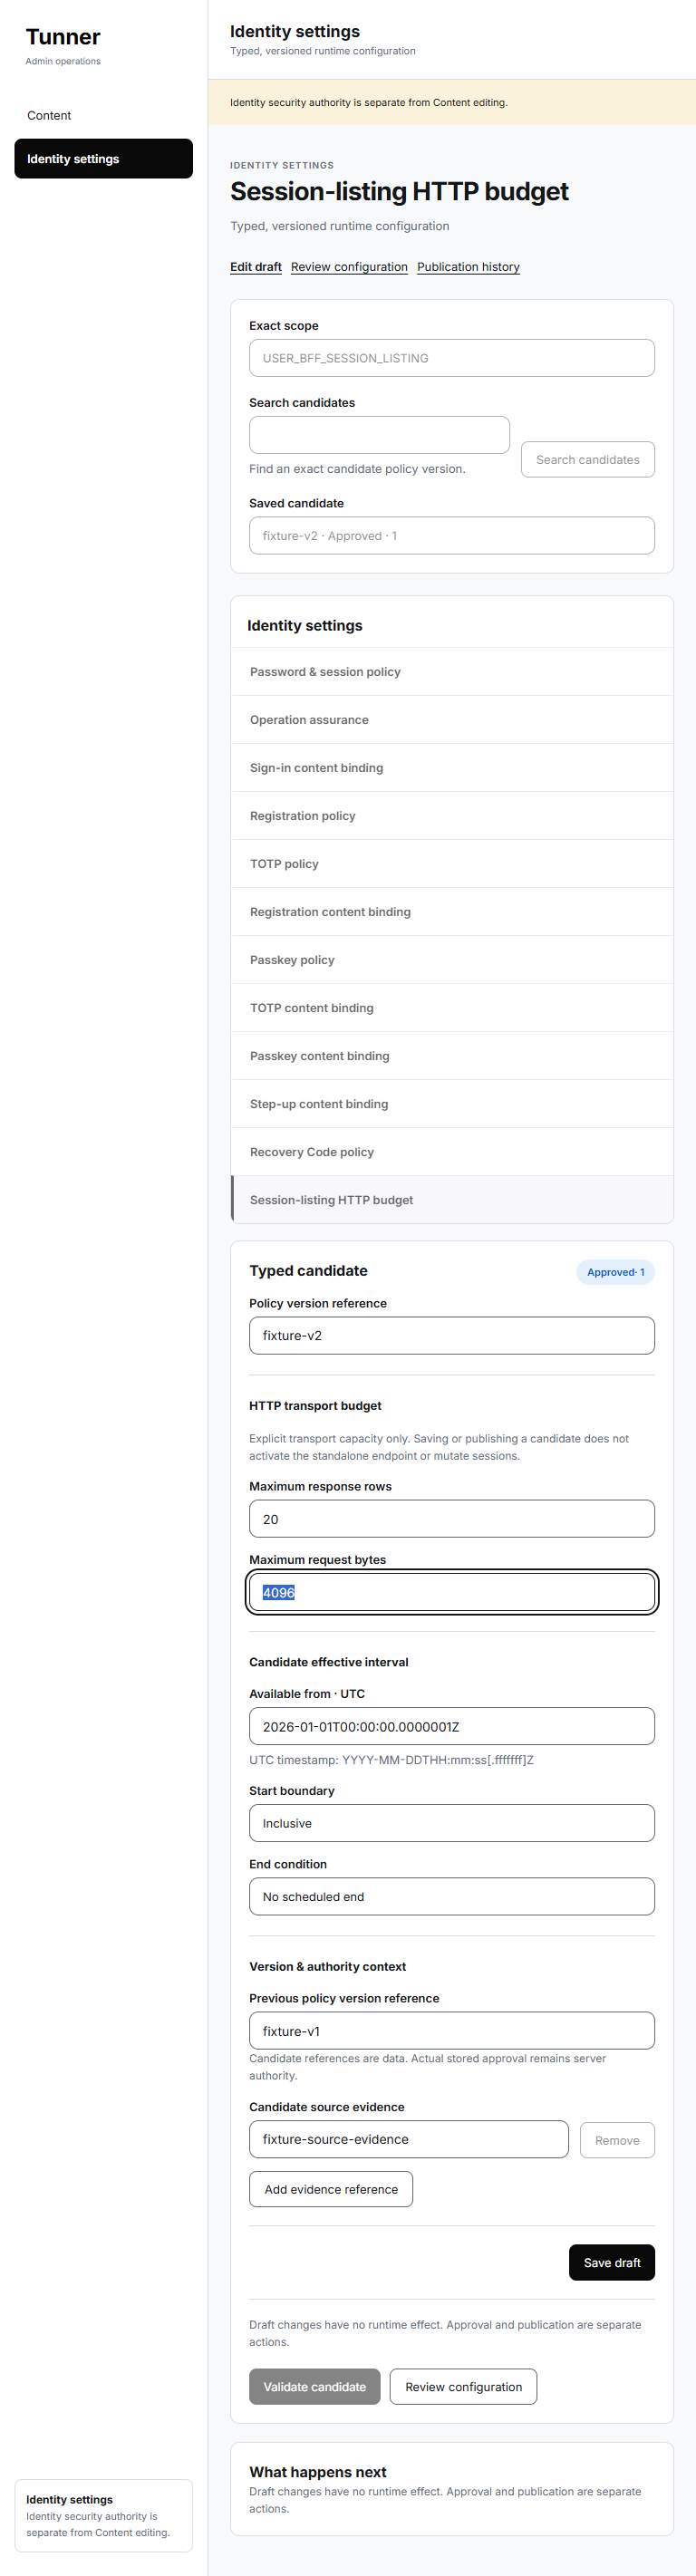 Tunner
Admin operations
Content
Identity settings
Identity settings
Identity security authority is
separate from Content editing.
Identity settings
Typed, versioned runtime configuration
Identity security authority is separate from Content editing.
IDENTITY SETTINGS
Session-listing HTTP budget
Typed, versioned runtime configuration
Edit draft Review configuration Publication history
Exact scope
USER_BFF_SESSION_LISTING
Search candidates
Search candidates
Find an exact candidate policy version.
Saved candidate
fixture-v2 · Approved · 1
Identity settings
Password & session policy
Operation assurance
Sign-in content binding
Registration policy
TOTP policy
Registration content binding
Passkey policy
TOTP content binding
Passkey content binding
Step-up content binding
Recovery Code policy
Session-listing HTTP budget
Typed candidate
Approved· 1
Policy version reference
fixture-v2
HTTP transport budget
Explicit transport capacity only. Saving or publishing a candidate does not
activate the standalone endpoint or mutate sessions.
Maximum response rows
20
Maximum request bytes
4096
Candidate effective interval
Available from · UTC
2026-01-01T00:00:00.0000001Z
UTC timestamp: YYYY-MM-DDTHH:mm:ss[.fffffff]Z
Start boundary
Inclusive
End condition
No scheduled end
Version & authority context
Previous policy version reference
fixture-v1
Candidate references are data. Actual stored approval remains server
authority.
Candidate source evidence
fixture-source-evidence
Remove
Add evidence reference
Save draft
Draft changes have no runtime effect. Approval and publication are separate
actions.
Validate candidate
Review configuration
What happens next
Draft changes have no runtime effect. Approval and publication are separate
actions.